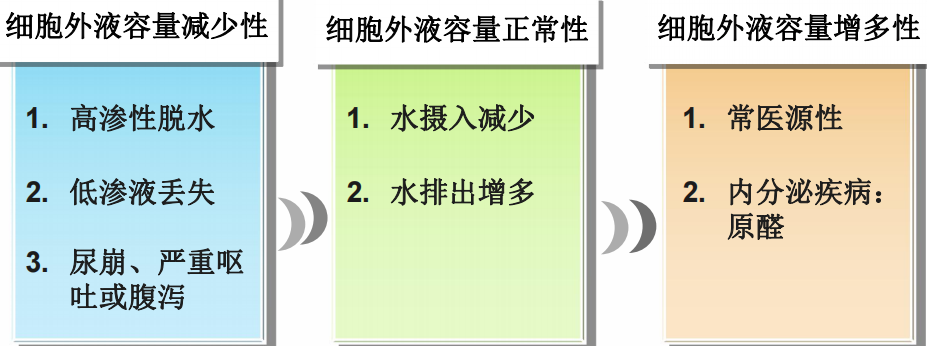 细胞外液容量减少性
1. 高渗性脱水
2. 低渗液丢失
3. 尿崩、严重呕
吐或腹泻
细胞外液容量正常性
1. 水摄入减少
2. 水排出增多
细胞外液容量增多性
1. 常医源性
2. 内分泌疾病：
原醛